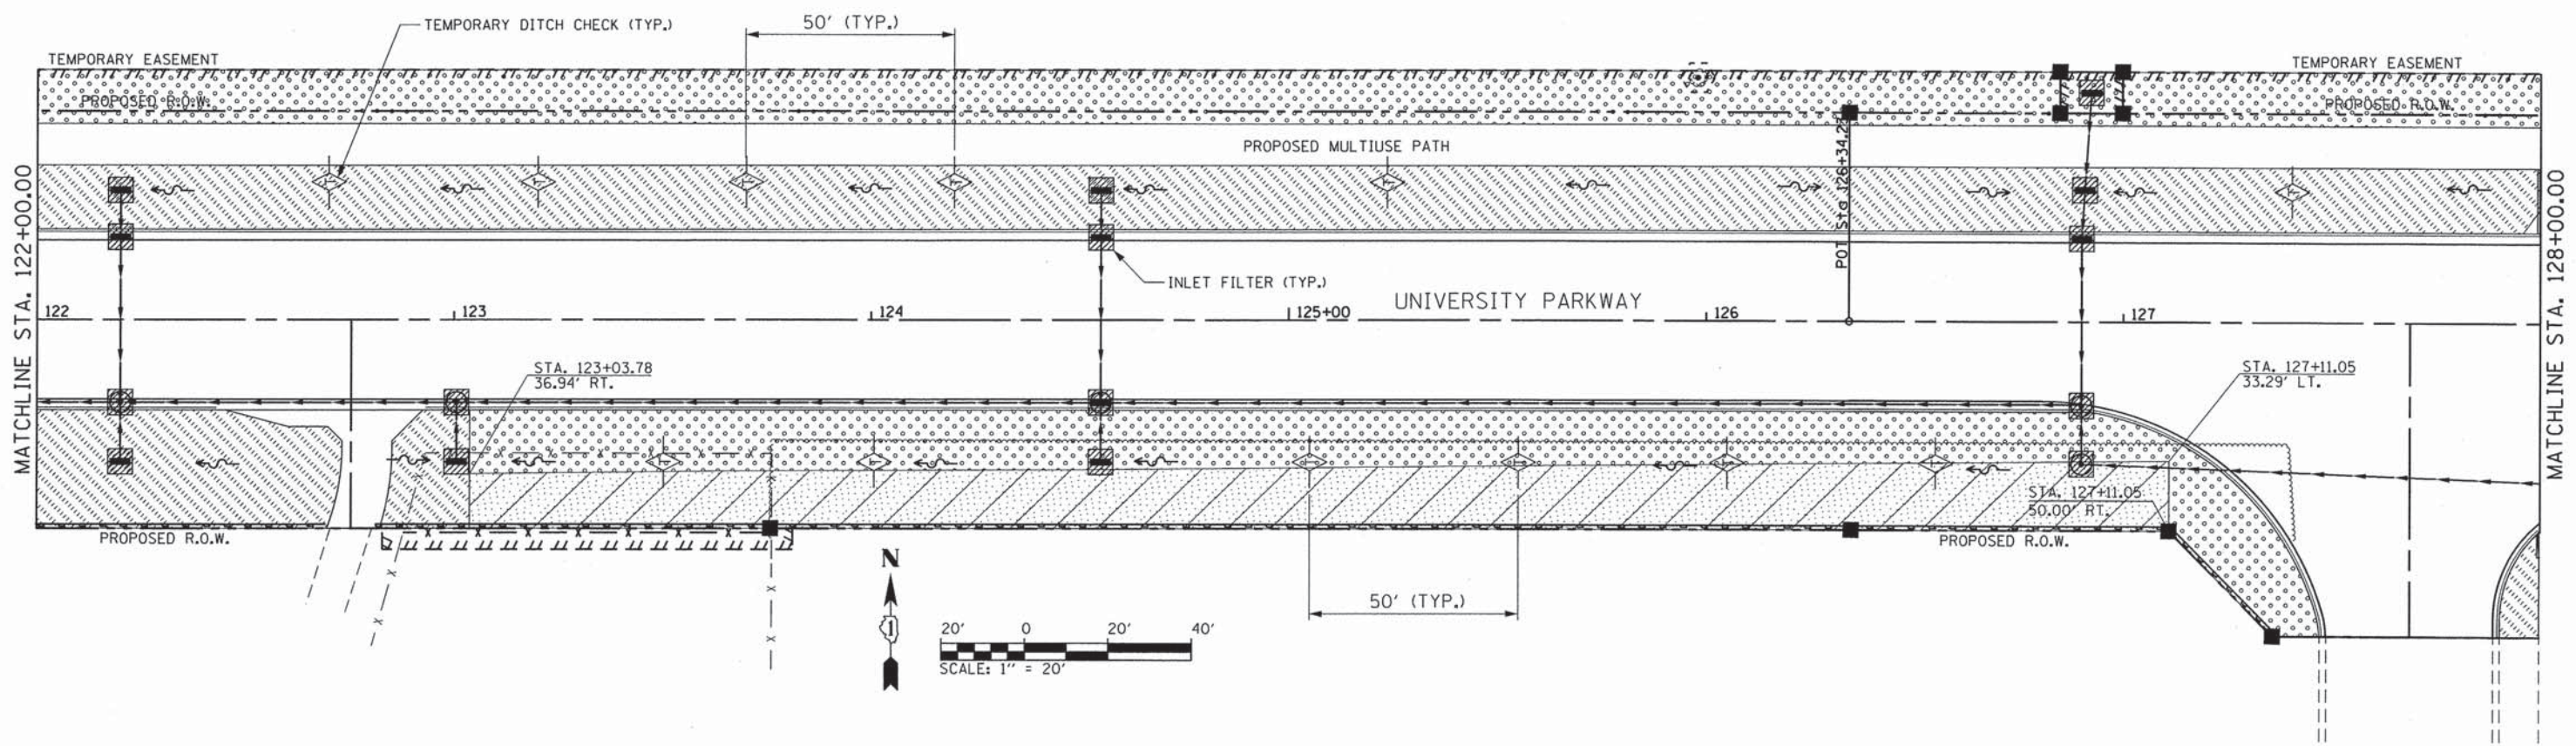 TEMPORARY DITCH CHECK (TYP.)
50' (TYP.)
TEMPORARY EASEMENT
TEMPORARY EASEMENT
PROPOSED R.O.W.
PROPOSED R.O.W.
PROPOSED MULTIUSE PATH
POT Sta 126+34.2
MATCHLINE STA. 122+00.00
MATCHLINE STA. 128+00.00
INLET FILTER (TYP.)
UNIVERSITY PARKWAY
122
123
124
125+00
126
127
STA. 123+03.78
36.94' RT.
STA. 127+11.05
33.29' LT.
STA. 127+11.05
50.00' RT.
PROPOSED R.O.W.
PROPOSED R.O.W.
N
1
50' (TYP.)
20' 0 20' 40'
SCALE: 1" = 20'